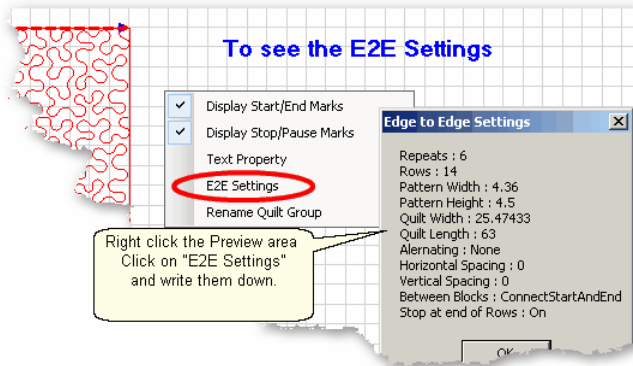 To see the E2E Settings
Display Start/End Marks
Display Stop/Pause Marks
Text Property
E2E Settings
Rename Quilt Group
Right click the Preview area
Click on "E2E Settings"
and write them down.
Edge to Edge Settings
Repeats : 6
Rows : 14
Pattern Width : 4.36
Pattern Height : 4.5
Quilt Width : 25.47433
Quilt Length : 63
Alernating : None
Horizontal Spacing : 0
Vertical Spacing : 0
Between Blocks : ConnectStartAndEnd
Stop at end of Rows : On
OK